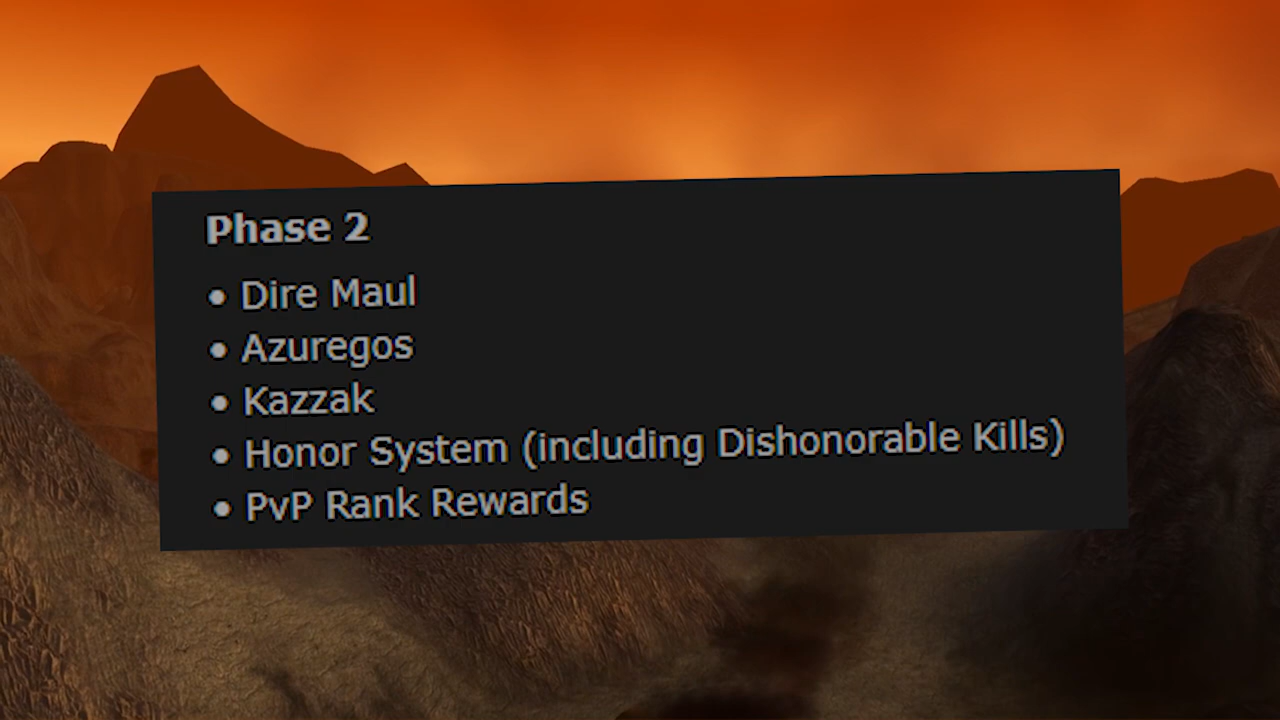 Phase 2
• Dire Maul
• Azuregos
• Kazzak
• Honor System (including Dishonorable Kills)
• PvP Rank Rewards